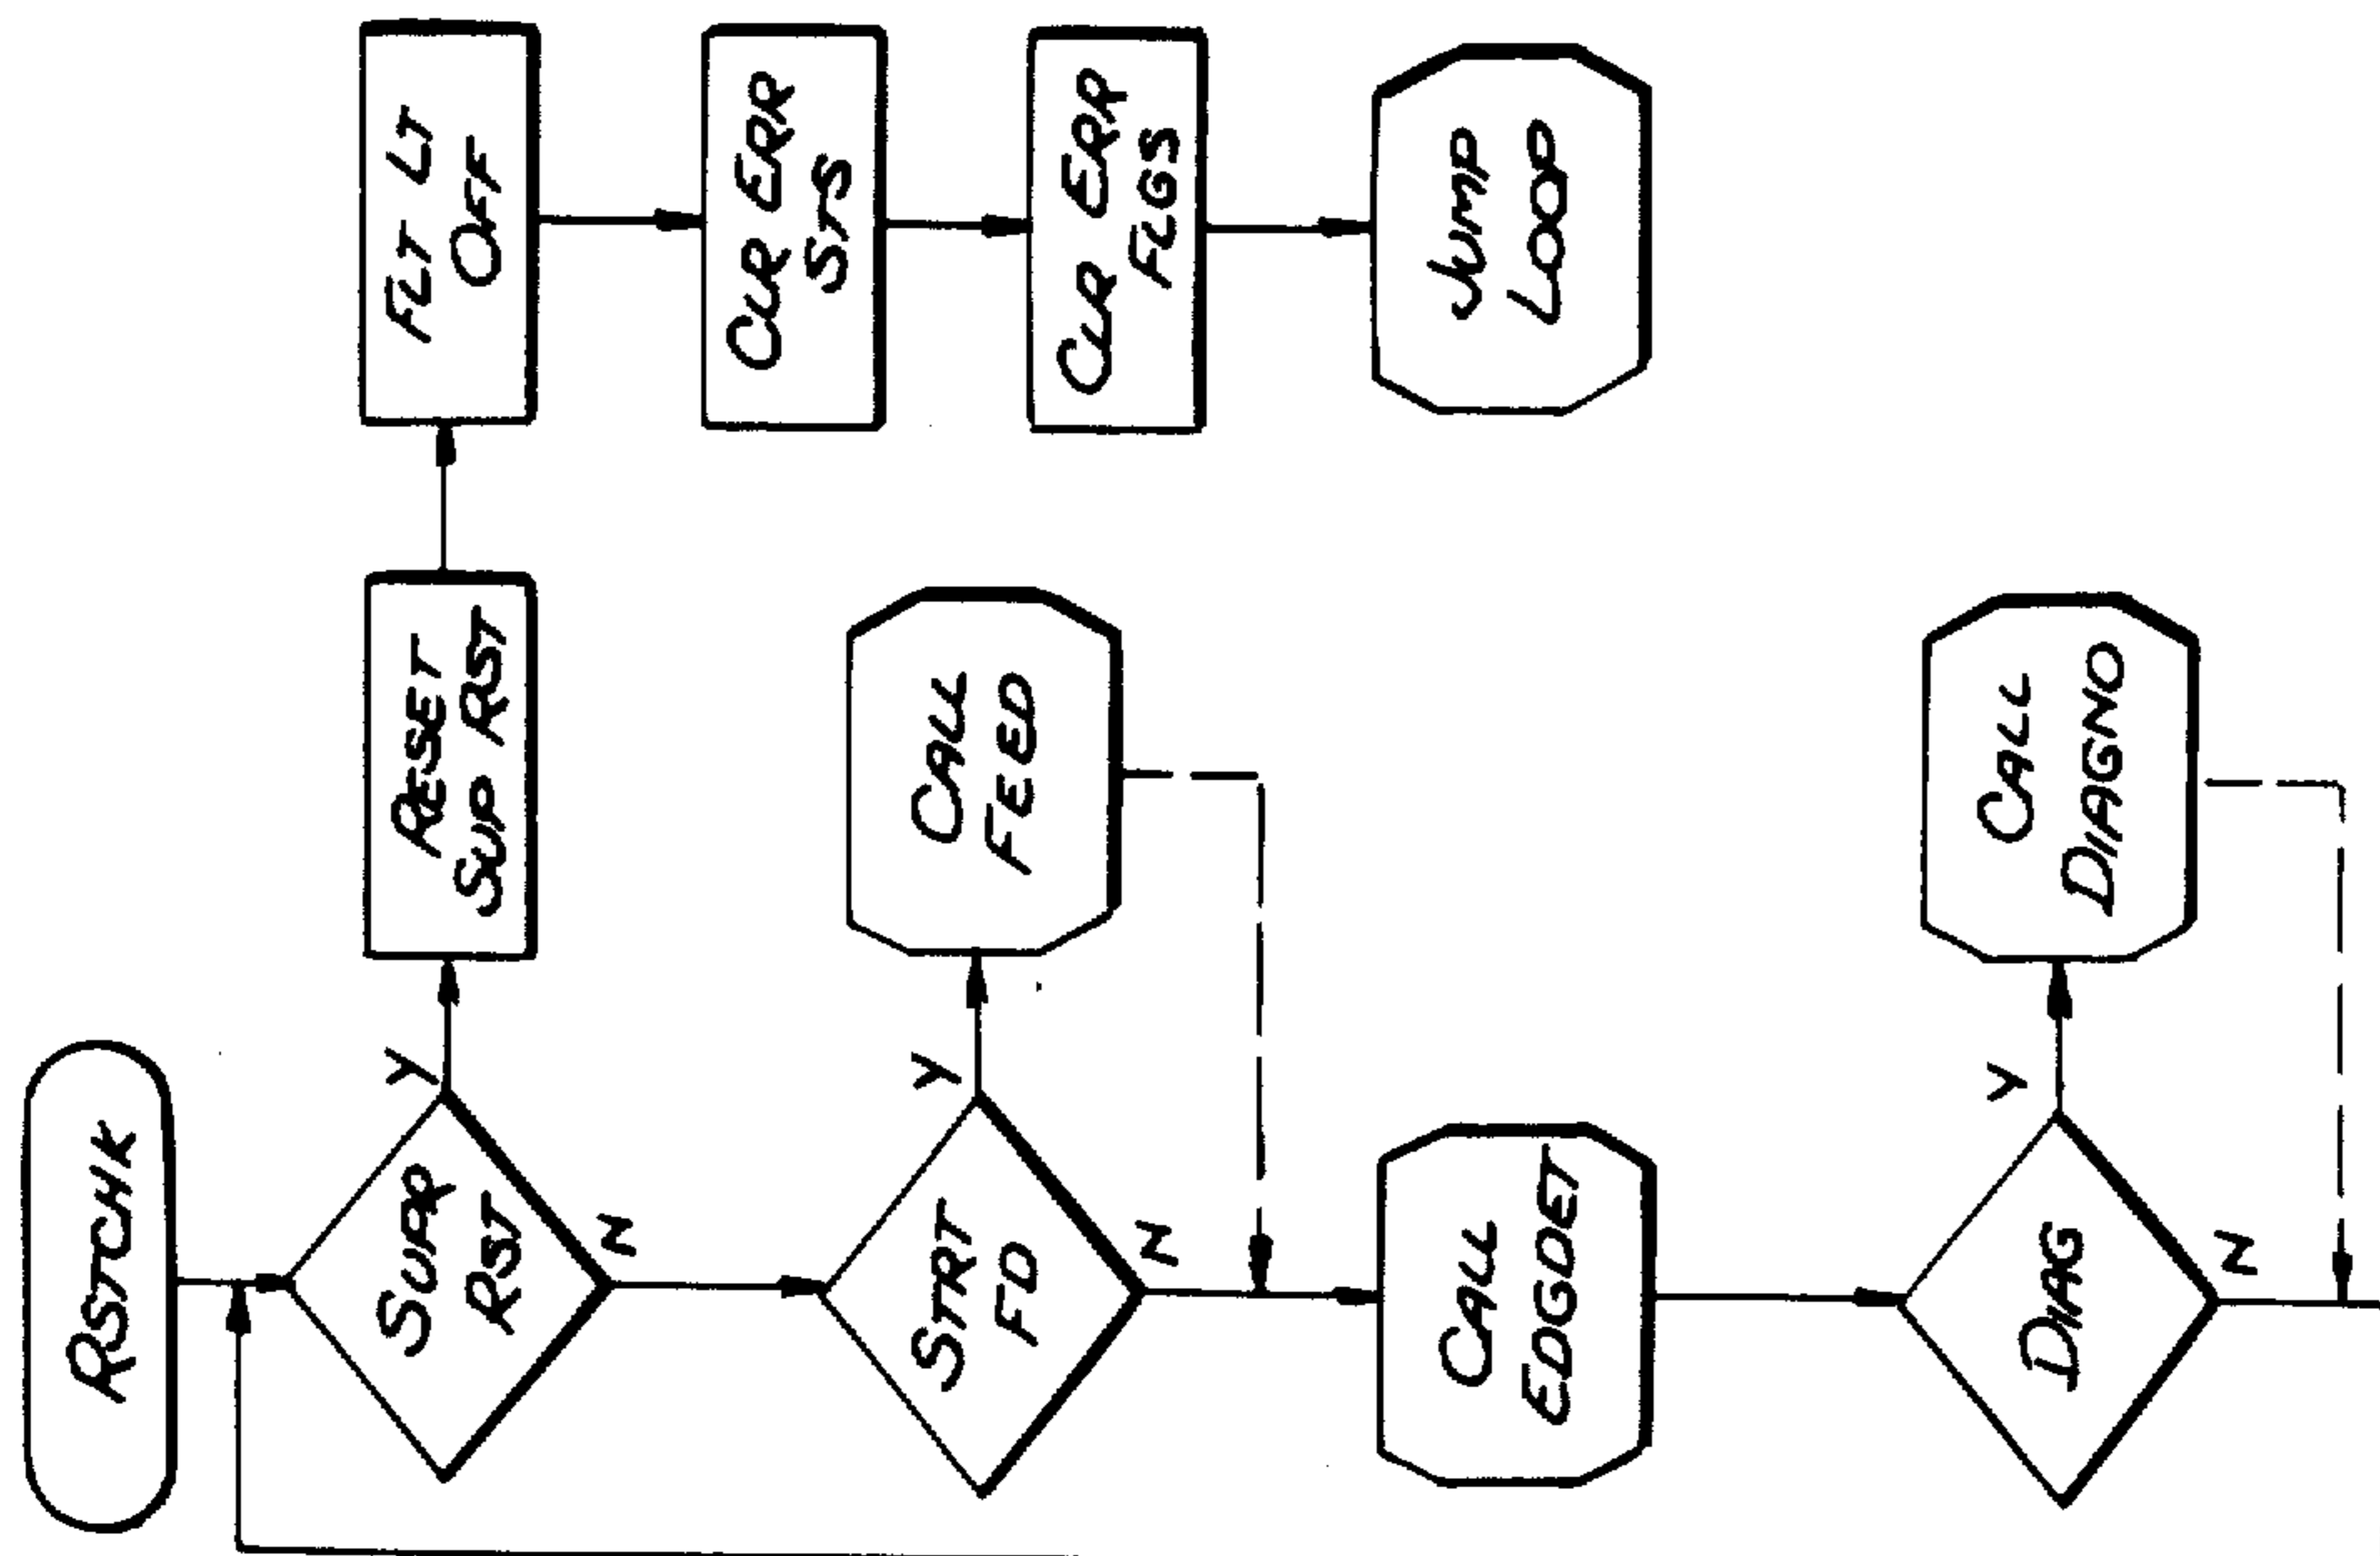 RSTCHK
SUPR
RST
Y
N
RESET
SUP RST
FLT LT
OFF
CLR ERR
STS
CLR ERR
FLGS
JUMP
LOOP
STRT
FD
Y
N
CALL
FEED
CALL
EDGDET
DIAG
Y
N
CALL
DIAGNO